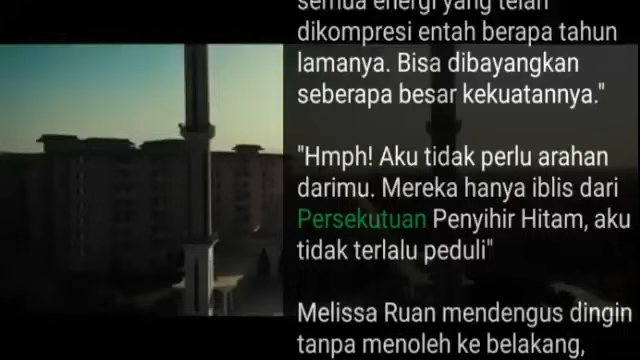 semua energi yang telah
dikompresi entah berapa tahun
lamanya. Bisa dibayangkan
seberapa besar kekuatannya."
"Hmph! Aku tidak perlu arahan
darimu. Mereka hanya iblis dari
Persekutuan Penyihir Hitam, aku
tidak terlalu peduli"
Melissa Ruan mendengus dingin
tanpa menoleh ke belakang,